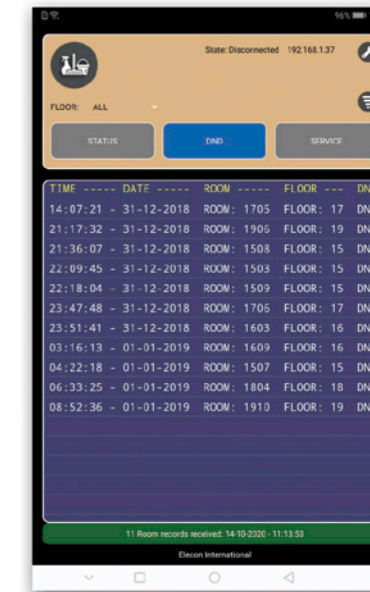 96%
State: Disconnected 192.168.1.37
FLOOR: ALL
STATUS DND SERVICE
TIME ----- DATE ----- ROOM ----- FLOOR --- DN
14:07:21 - 31-12-2018 ROOM: 1705 FLOOR: 17 DN
21:17:32 - 31-12-2018 ROOM: 1906 FLOOR: 19 DN
21:36:07 - 31-12-2018 ROOM: 1508 FLOOR: 15 DN
22:09:45 - 31-12-2018 ROOM: 1503 FLOOR: 15 DN
22:18:04 - 31-12-2018 ROOM: 1509 FLOOR: 15 DN
23:47:48 - 31-12-2018 ROOM: 1706 FLOOR: 17 DN
23:51:41 - 31-12-2018 ROOM: 1603 FLOOR: 16 DN
03:16:13 - 01-01-2019 ROOM: 1609 FLOOR: 16 DN
04:22:18 - 01-01-2019 ROOM: 1507 FLOOR: 15 DN
06:33:25 - 01-01-2019 ROOM: 1804 FLOOR: 18 DN
08:52:36 - 01-01-2019 ROOM: 1910 FLOOR: 19 DN
11 Room records received: 14-10-2020 - 11:13:53
Elecon International